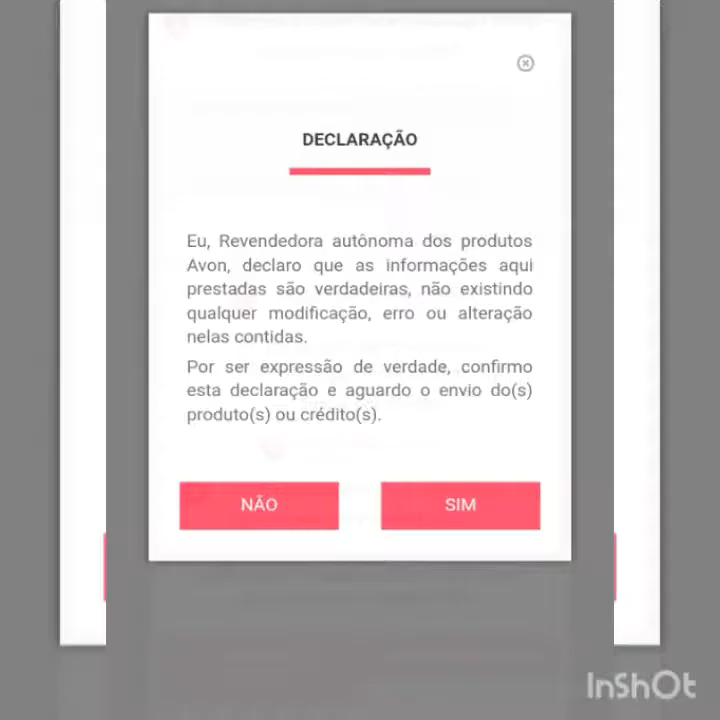 DECLARAÇÃO
Eu, Revendedora autônoma dos produtos
Avon, declaro que as informações aqui
prestadas são verdadeiras, não existindo
qualquer modificação, erro ou alteração
nelas contidas.
Por ser expressão de verdade, confirmo
esta declaração e aguardo o envio do(s)
produto(s) ou crédito(s).
NÃO
SIM
InShOt